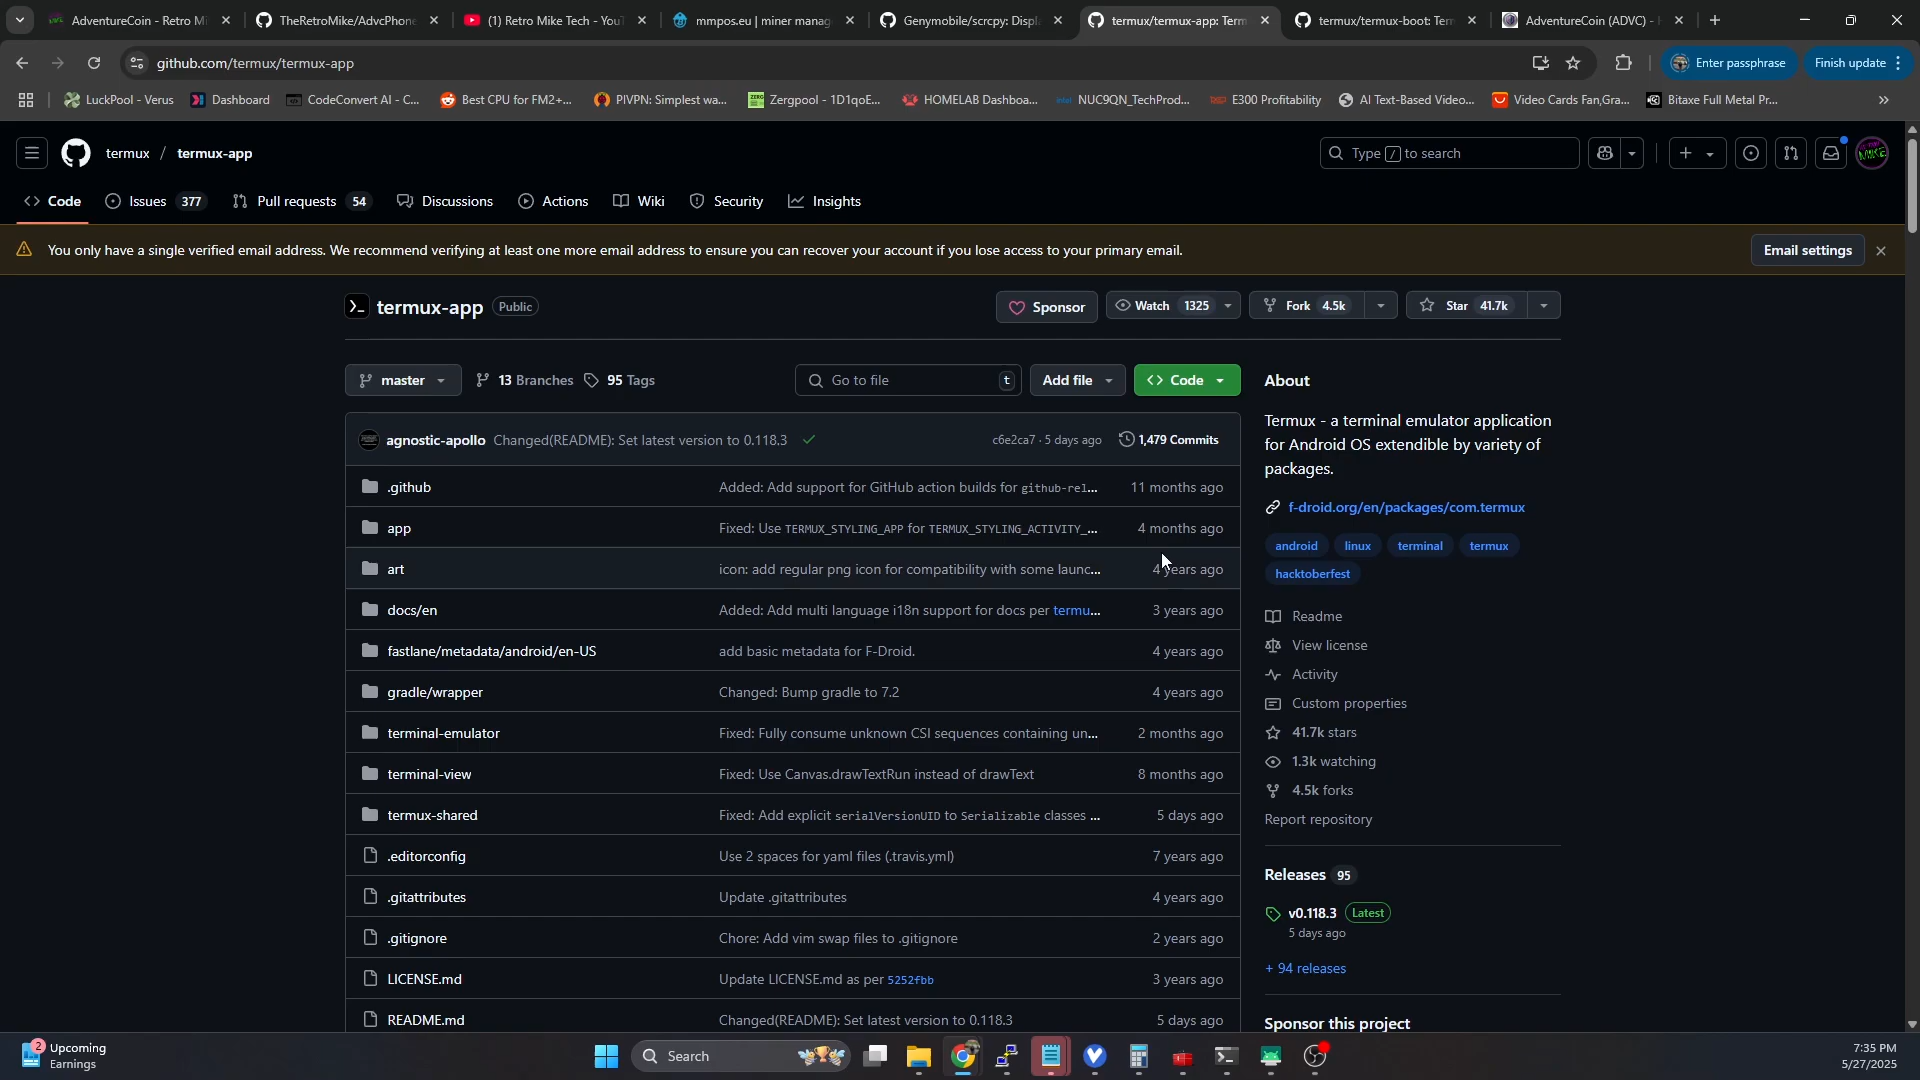 AdventureCoin - Retro Mi
TheRetroMike/AdvcPhone
(1) Retro Mike Tech - YouT
mmpos.eu | miner manag
Genymobile/scrcpy: Displ
termux/termux-app: Term
termux/termux-boot: Ter
AdventureCoin (ADVC) -
github.com/termux/termux-app
Enter passphrase
Finish update
LuckPool - Verus
Dashboard
CodeConvert AI - C...
Best CPU for FM2+...
PIVPN: Simplest wa...
Zergpool - 1D1qoE...
HOMELAB Dashboa...
NUC9QN_TechProd...
E300 Profitability
AI Text-Based Video...
Video Cards Fan,Gra...
Bitaxe Full Metal Pr...
termux / termux-app
Type / to search
Code
Issues 377
Pull requests 54
Discussions
Actions
Wiki
Security
Insights
You only have a single verified email address. We recommend verifying at least one more email address to ensure you can recover your account if you lose access to your primary email.
Email settings
termux-app Public
Sponsor
Watch 1325
Fork 4.5k
Star 41.7k
master
13 Branches
95 Tags
Go to file t
Add file
Code
agnostic-apollo Changed(README): Set latest version to 0.118.3 c6e2ca7 · 5 days ago 1,479 Commits
.github Added: Add support for GitHub action builds for github-rel... 11 months ago
app Fixed: Use TERMUX_STYLING_APP for TERMUX_STYLING_ACTIVITY_... 4 months ago
art icon: add regular png icon for compatibility with some launc... 4 years ago
docs/en Added: Add multi language i18n support for docs per termu... 3 years ago
fastlane/metadata/android/en-US add basic metadata for F-Droid. 4 years ago
gradle/wrapper Changed: Bump gradle to 7.2 4 years ago
terminal-emulator Fixed: Fully consume unknown CSI sequences containing un... 2 months ago
terminal-view Fixed: Use Canvas.drawTextRun instead of drawText 8 months ago
termux-shared Fixed: Add explicit serialVersionUID to Serializable classes ... 5 days ago
.editorconfig Use 2 spaces for yaml files (.travis.yml) 7 years ago
.gitattributes Update .gitattributes 4 years ago
.gitignore Chore: Add vim swap files to .gitignore 2 years ago
LICENSE.md Update LICENSE.md as per 5252fbb 3 years ago
README.md Changed(README): Set latest version to 0.118.3 5 days ago
About
Termux - a terminal emulator application
for Android OS extendible by variety of
packages.
f-droid.org/en/packages/com.termux
android linux terminal termux
hacktoberfest
Readme
View license
Activity
Custom properties
41.7k stars
1.3k watching
4.5k forks
Report repository
Releases 95
v0.118.3 Latest
5 days ago
+ 94 releases
Sponsor this project
2
Upcoming
Earnings
Search
7:35 PM
5/27/2025